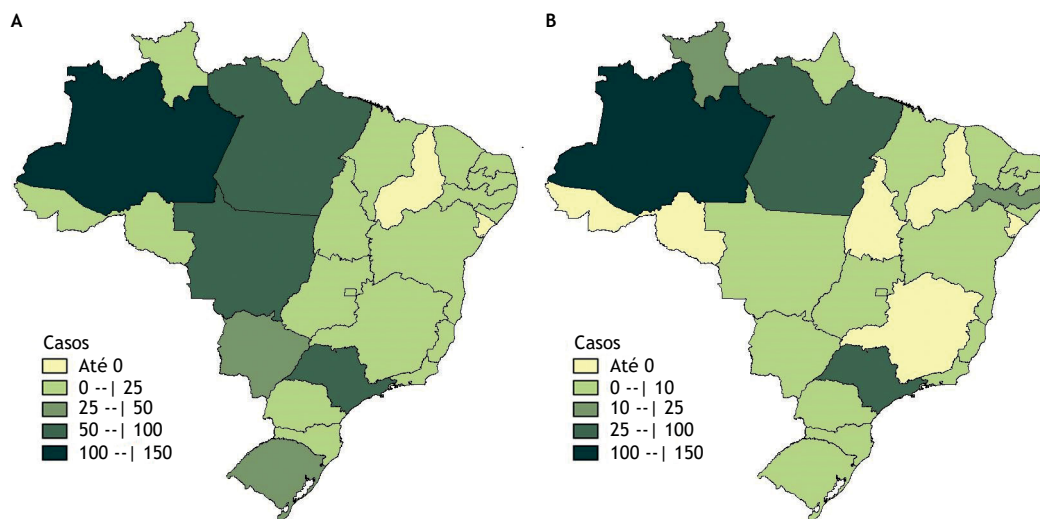 A
Casos
Até 0
0 --| 25
25 --| 50
50 --| 100
100 --| 150
B
Casos
Até 0
0 --| 10
10 --| 25
25 --| 100
100 --| 150